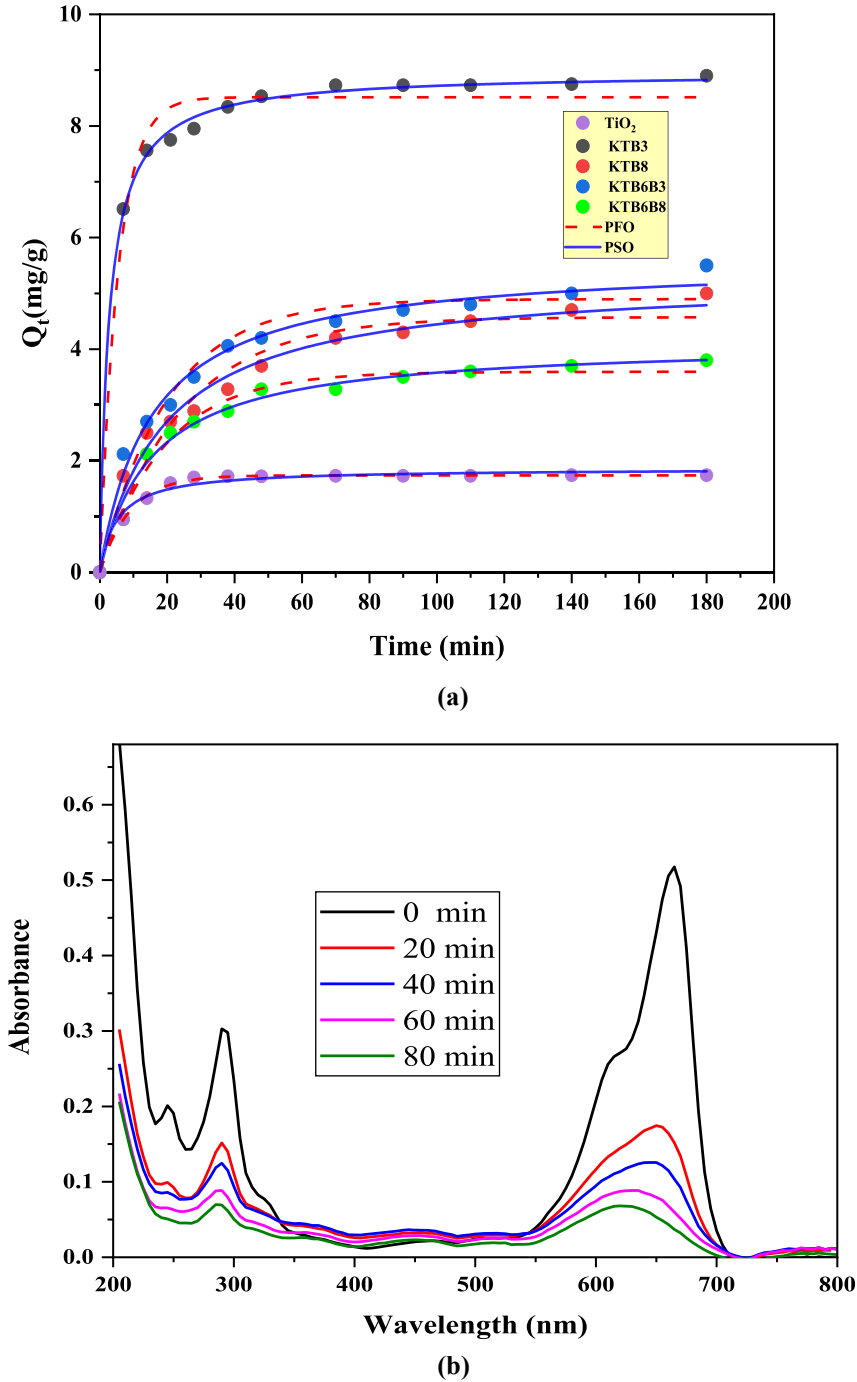 10
8
6
4
2
0
Qt(mg/g)
TiO2
KTB3
KTB8
KTB6B3
KTB6B8
PFO
PSO
0 20 40 60 80 100 120 140 160 180 200
Time (min)
(a)
0.6
0.5
0.4
0.3
0.2
0.1
0.0
Absorbance
0 min
20 min
40 min
60 min
80 min
200 300 400 500 600 700 800
Wavelength (nm)
(b)